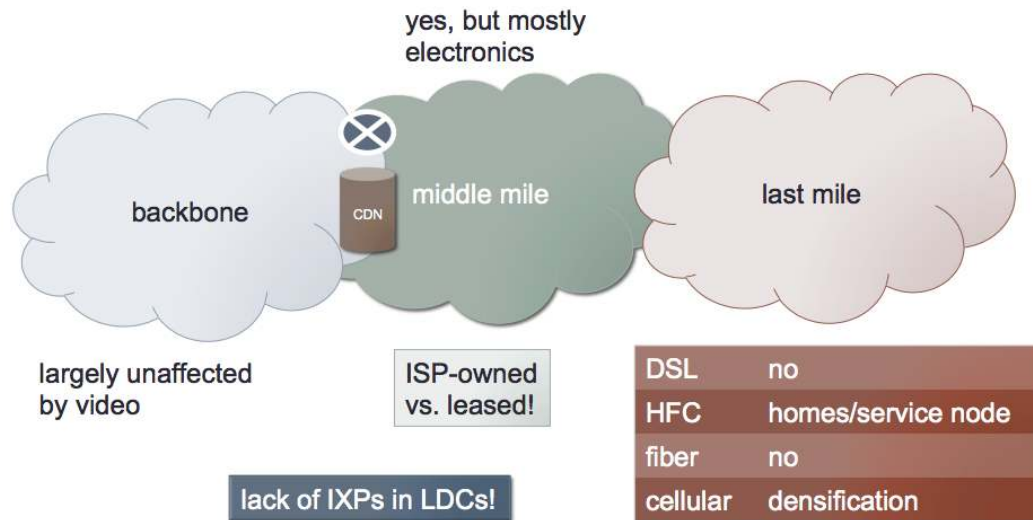 yes, but mostly
electronics
backbone
CDN
middle mile
last mile
largely unaffected
by video
ISP-owned
vs. leased!
DSL no
HFC homes/service node
fiber no
cellular densification
lack of IXPs in LDCs!